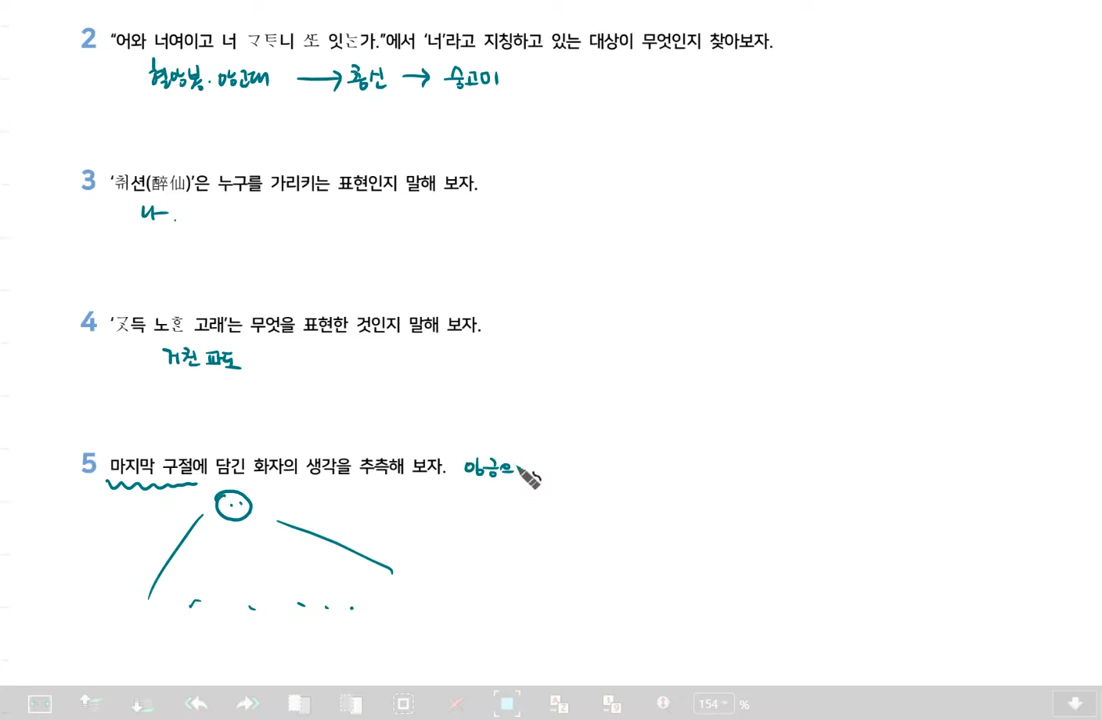 2 “어와 너여이고 너 ᄀᆞᄐᆞ니 ᄯᅩ 잇ᄂᆞᆫ가.”에서 ‘너’라고 지칭하고 있는 대상이 무엇인지 찾아보자.
혈망봉. 망고대 → 충신 → 숭고미
3 ‘ᄎᆔ션(醉仙)’은 누구를 가리키는 표현인지 말해 보자.
나.
4 ‘ᄀᆞᆺ득 노ᄒᆞᆫ 고래’는 무엇을 표현한 것인지 말해 보자.
거친 파도
5 마지막 구절에 담긴 화자의 생각을 추측해 보자.
154 %